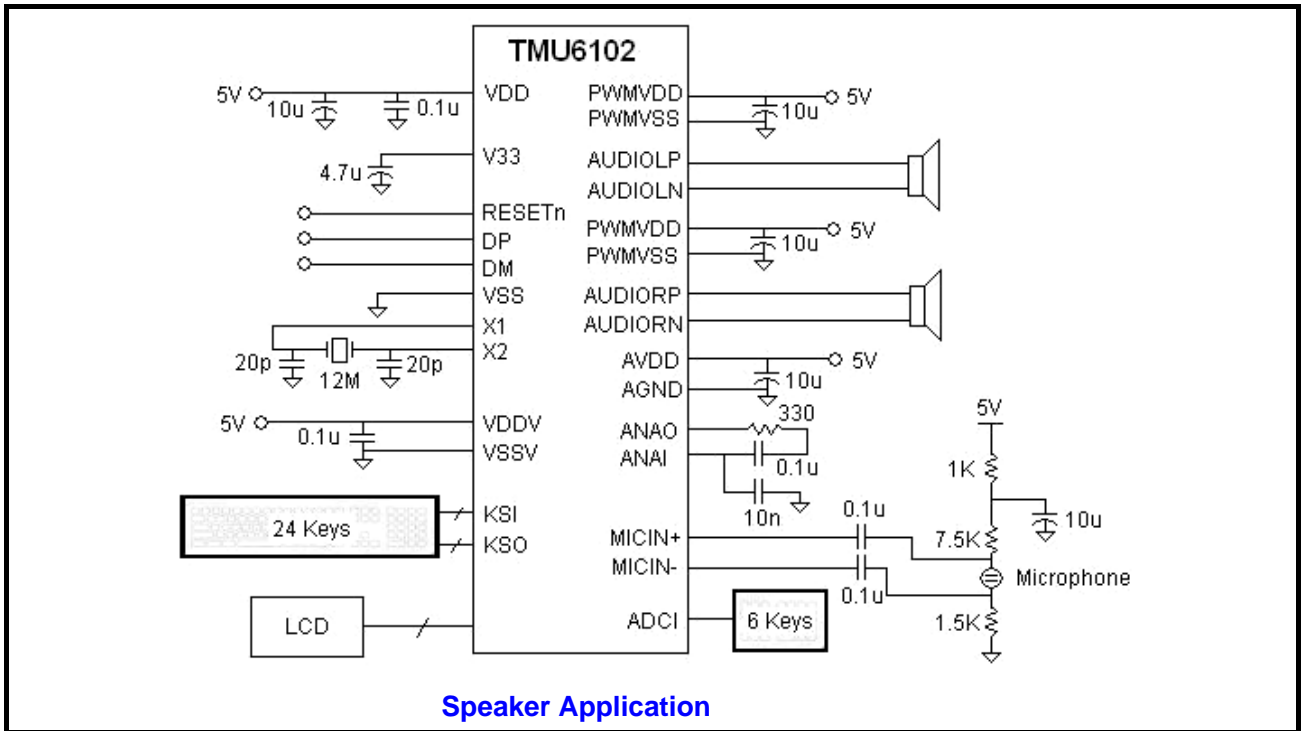 TMU6102
5V
10u
0.1u
VDD
PWMVDD
10u
5V
PWMVSS
4.7u
V33
AUDIOLP
AUDIOLN
RESETn
DP
DM
PWMVDD
10u
5V
PWMVSS
VSS
AUDIORP
X1
AUDIORN
X2
20p
12M
20p
AVDD
10u
5V
AGND
5V
0.1u
VDDV
VSSV
ANAO
330
ANAI
0.1u
10n
5V
1K
10u
24 Keys
KSI
KSO
MICIN+
0.1u
7.5K
MICIN-
0.1u
Microphone
LCD
ADCI
6 Keys
1.5K
Speaker Application